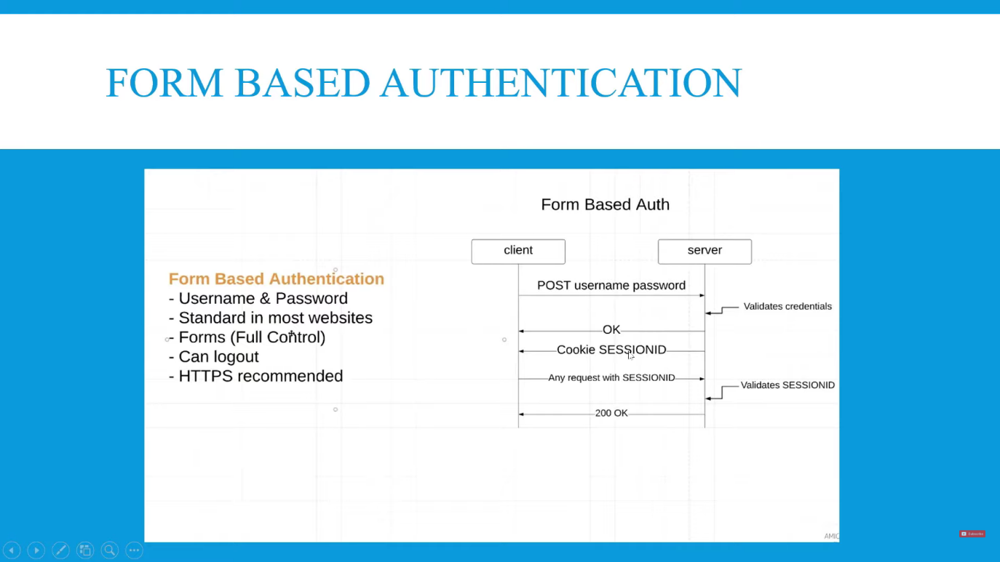 FORM BASED AUTHENTICATION
Form Based Auth
client
server
Form Based Authentication
- Username & Password
- Standard in most websites
- Forms (Full Control)
- Can logout
- HTTPS recommended
POST username password
Validates credentials
OK
Cookie SESSIONID
Any request with SESSIONID
Validates SESSIONID
200 OK
AMIG
Subscribe